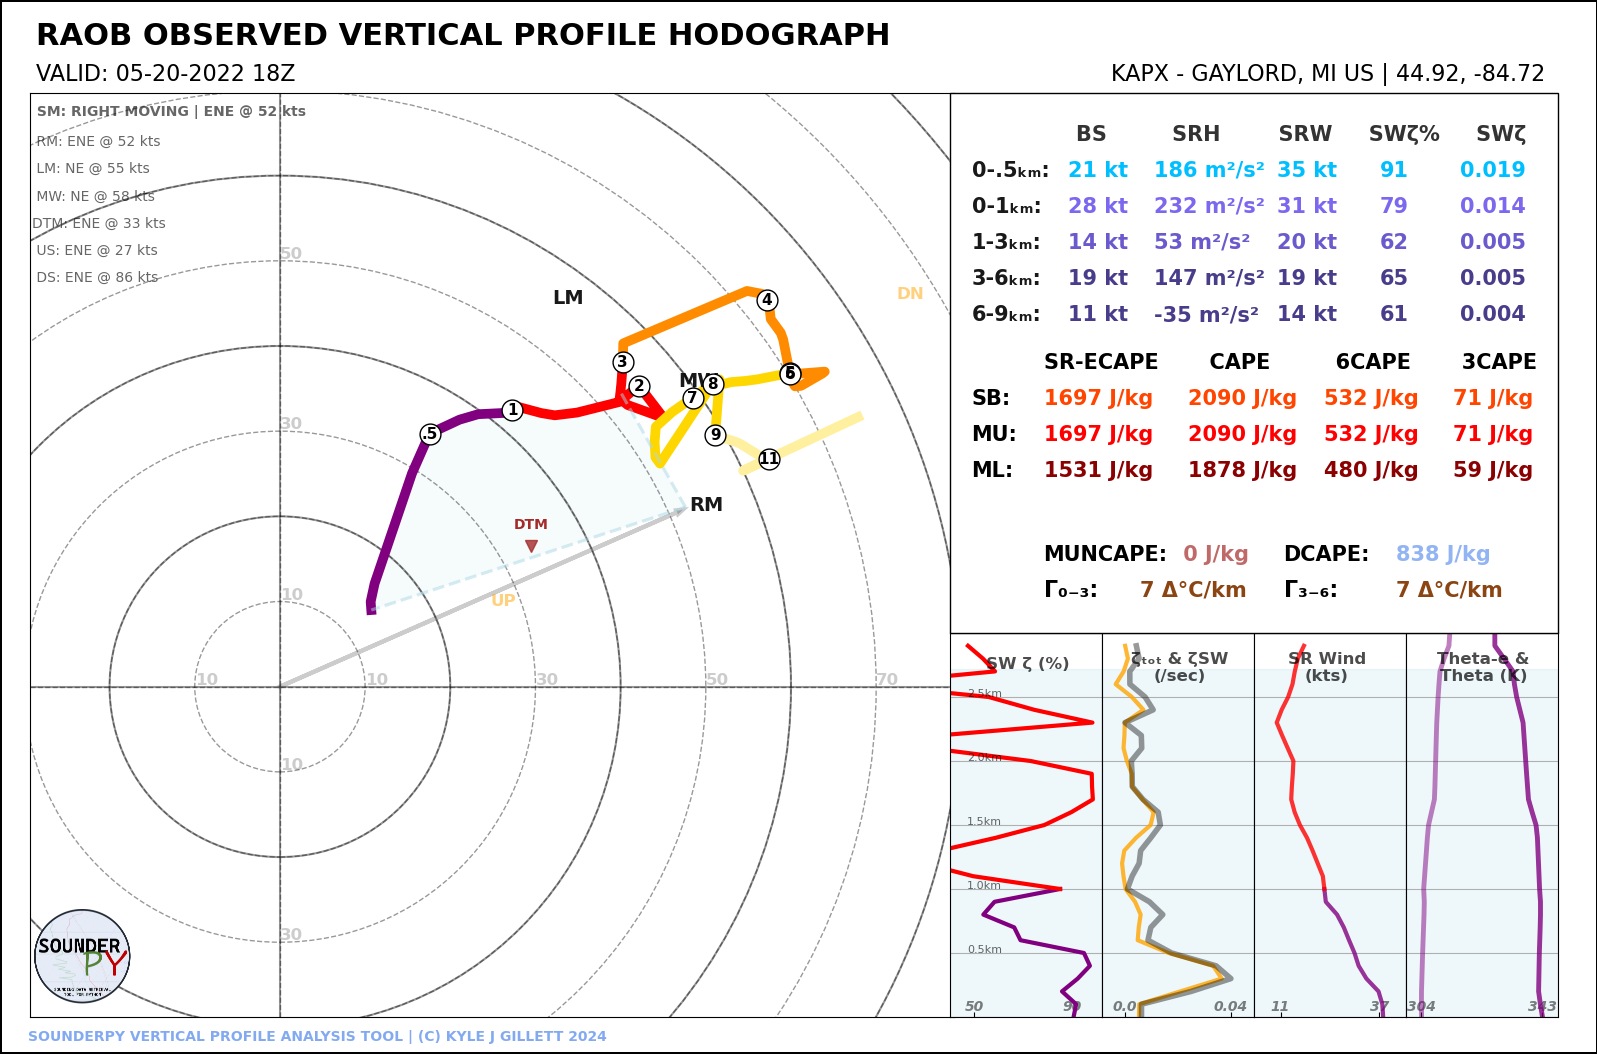 RAOB OBSERVED VERTICAL PROFILE HODOGRAPH
VALID: 05-20-2022 18Z
KAPX - GAYLORD, MI US | 44.92, -84.72
SM: RIGHT MOVING | ENE @ 52 kts
RM: ENE @ 52 kts
LM: NE @ 55 kts
MW: NE @ 58 kts
DTM: ENE @ 33 kts
US: ENE @ 27 kts
DS: ENE @ 86 kts
50
30
10
10
10
30
50
70
10
30
LM
DN
4
3
2
MW
8
6
7
1
.5
9
11
RM
DTM
UP
BS SRH SRW SWζ% SWζ
0-.5ₖₘ: 21 kt 186 m²/s² 35 kt 91 0.019
0-1ₖₘ: 28 kt 232 m²/s² 31 kt 79 0.014
1-3ₖₘ: 14 kt 53 m²/s² 20 kt 62 0.005
3-6ₖₘ: 19 kt 147 m²/s² 19 kt 65 0.005
6-9ₖₘ: 11 kt -35 m²/s² 14 kt 61 0.004
SR-ECAPE CAPE 6CAPE 3CAPE
SB: 1697 J/kg 2090 J/kg 532 J/kg 71 J/kg
MU: 1697 J/kg 2090 J/kg 532 J/kg 71 J/kg
ML: 1531 J/kg 1878 J/kg 480 J/kg 59 J/kg
MUNCAPE: 0 J/kg DCAPE: 838 J/kg
Γ₀₋₃: 7 Δ°C/km Γ₃₋₆: 7 Δ°C/km
SW ζ (%)
2.5km
2.0km
1.5km
1.0km
0.5km
50 90
ζₜₒₜ & ζSW
(/sec)
0.0 0.04
SR Wind
(kts)
11 37
Theta-e &
Theta (K)
304 343
SOUNDER
PY
SOUNDING DATA RETRIEVAL
TOOL FOR PYTHON
SOUNDERPY VERTICAL PROFILE ANALYSIS TOOL | (C) KYLE J GILLETT 2024